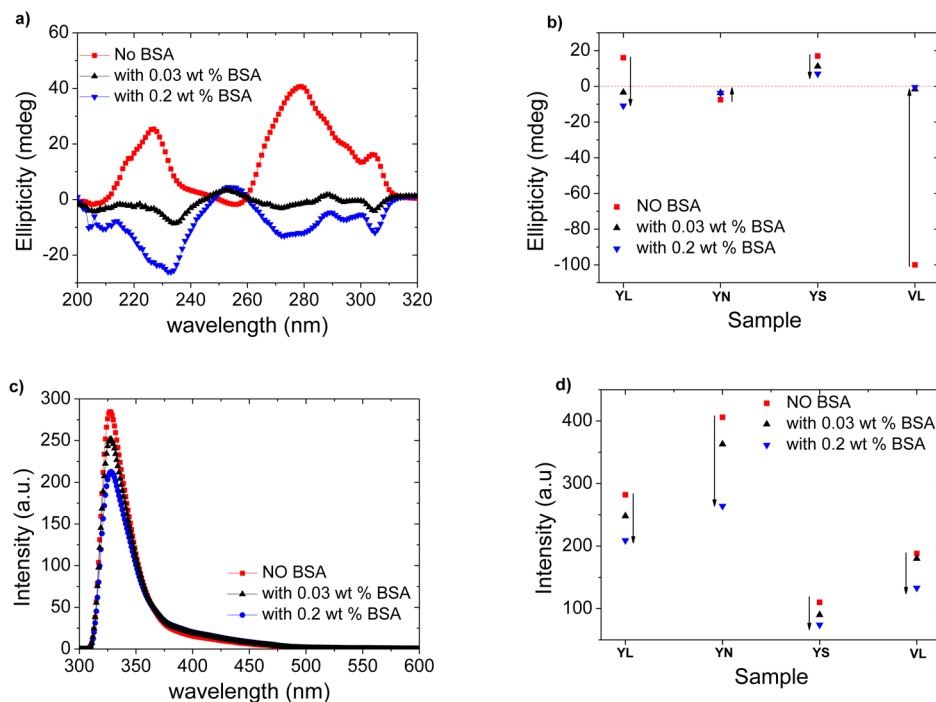 a)
60
40
20
0
-20
Ellipticity (mdeg)
No BSA
with 0.03 wt % BSA
with 0.2 wt % BSA
200 220 240 260 280 300 320
wavelength (nm)
b)
20
0
-20
-40
-60
-80
-100
Ellipticity (mdeg)
NO BSA
with 0.03 wt % BSA
with 0.2 wt % BSA
YL YN YS VL
Sample
c)
300
250
200
150
100
50
0
Intensity (a.u.)
NO BSA
with 0.03 wt % BSA
with 0.2 wt % BSA
300 350 400 450 500 550 600
wavelength (nm)
d)
400
300
200
100
Intensity (a.u)
NO BSA
with 0.03 wt % BSA
with 0.2 wt % BSA
YL YN YS VL
Sample